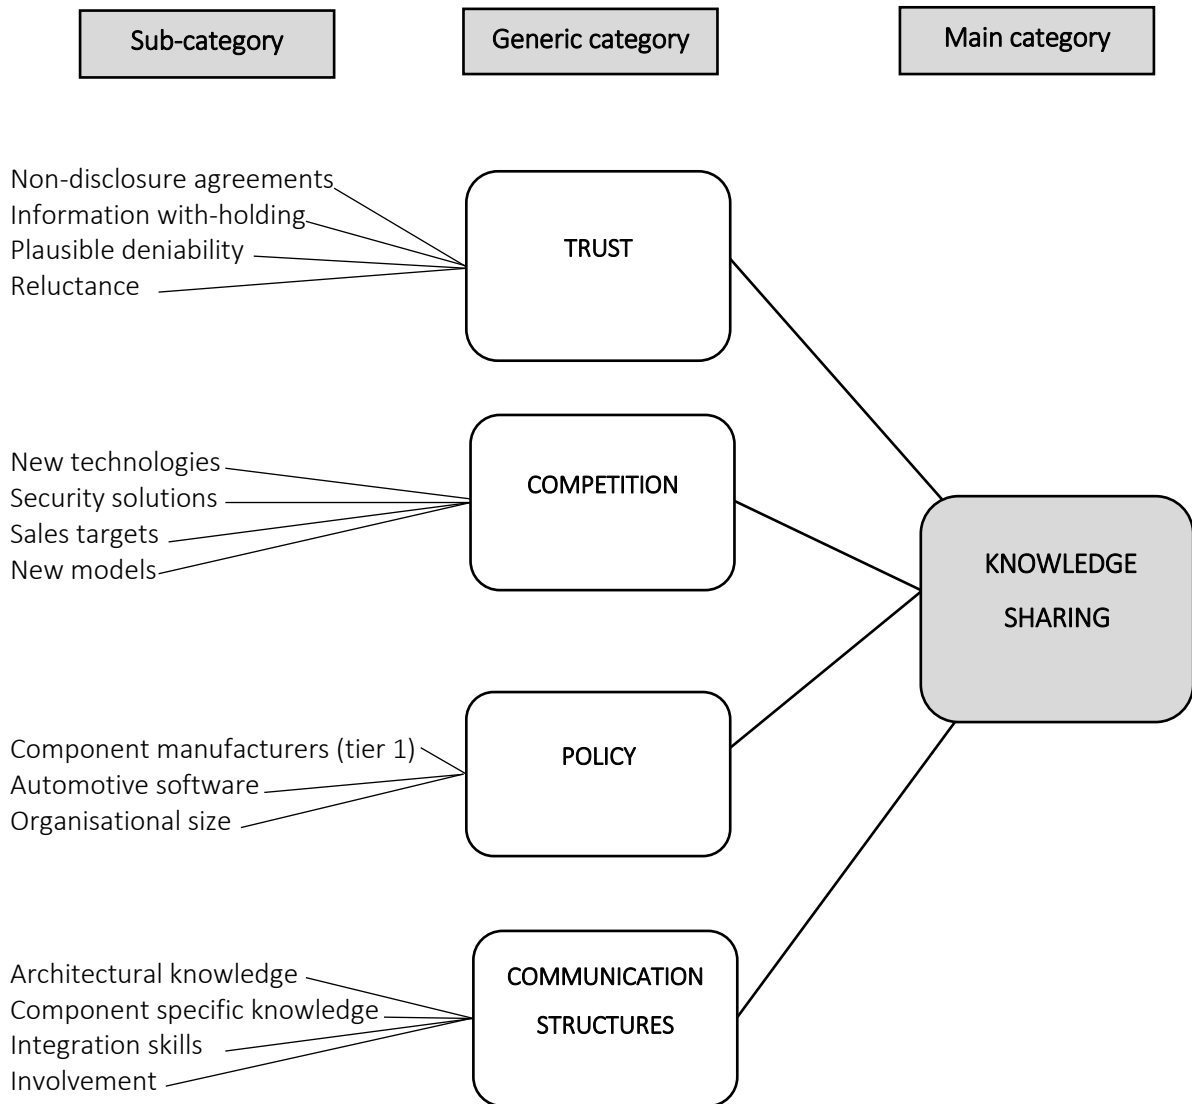 Sub-category
Generic category
Main category
Non-disclosure agreements
Information with-holding
Plausible deniability
Reluctance
TRUST
New technologies
Security solutions
Sales targets
New models
COMPETITION
KNOWLEDGE
SHARING
Component manufacturers (tier 1)
Automotive software
Organisational size
POLICY
Architectural knowledge
Component specific knowledge
Integration skills
Involvement
COMMUNICATION
STRUCTURES